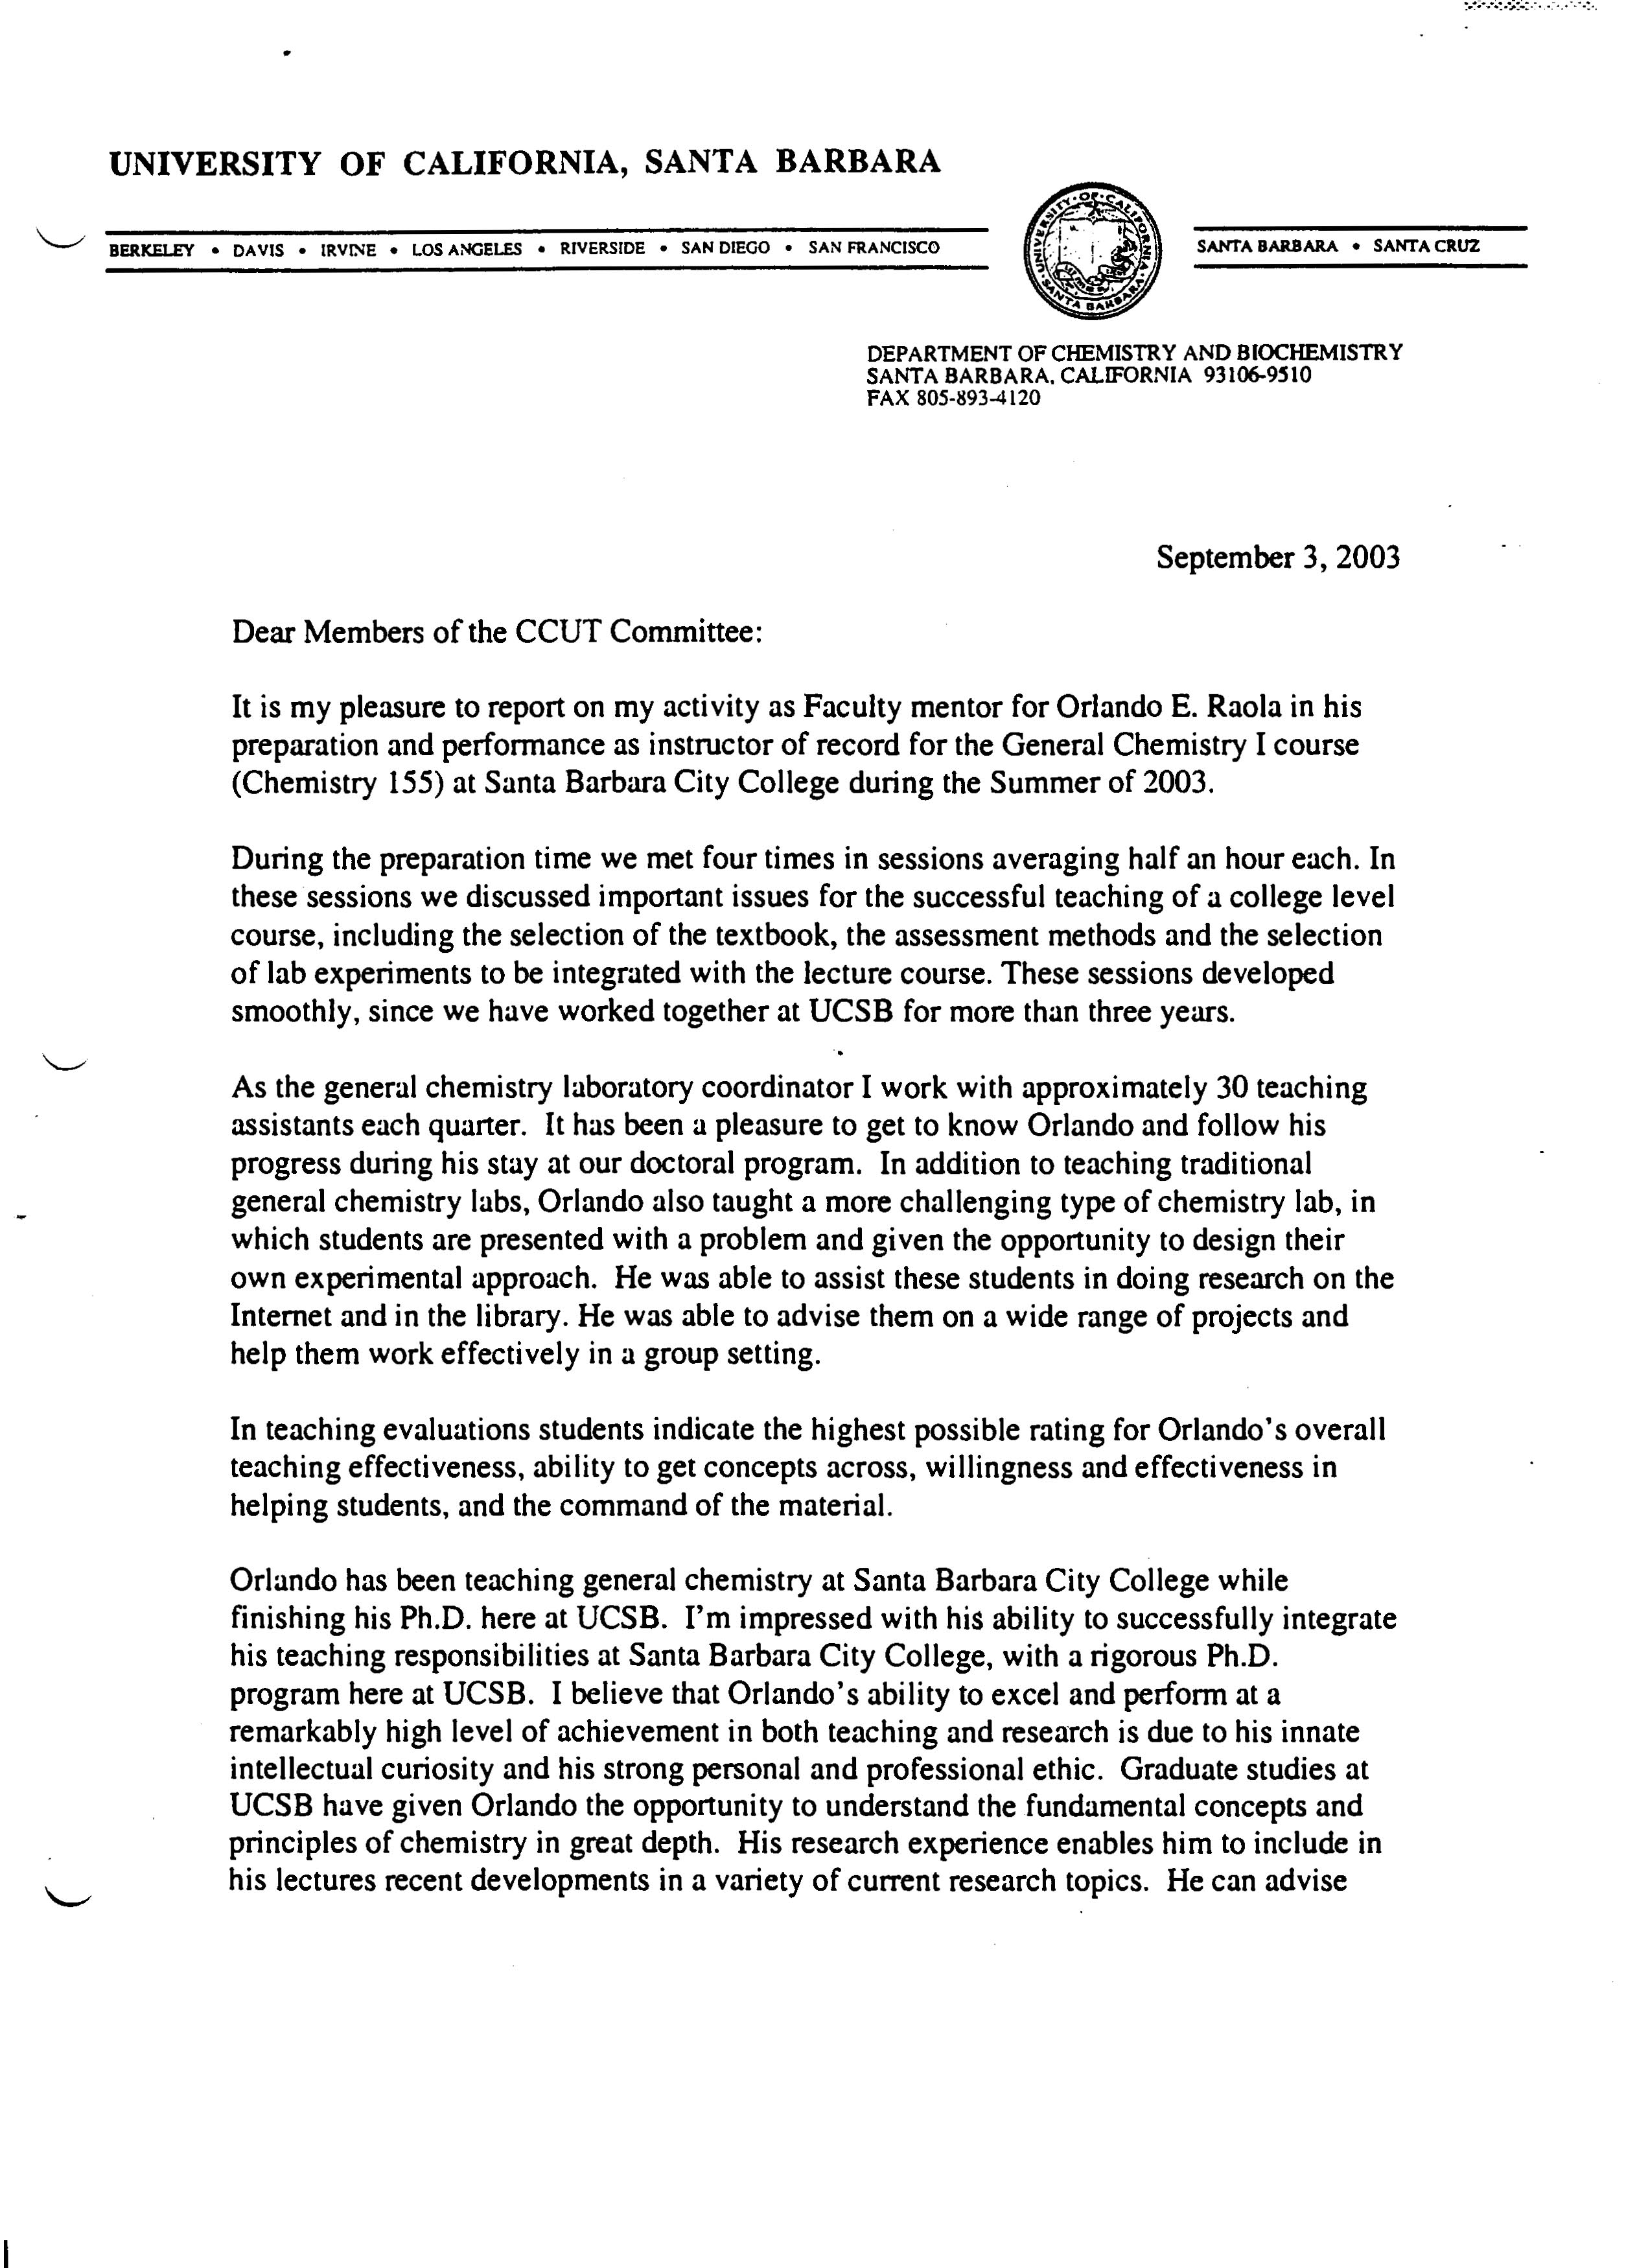 UNIVERSITY OF CALIFORNIA, SANTA BARBARA
BERKELEY • DAVIS • IRVINE • LOS ANGELES • RIVERSIDE • SAN DIEGO • SAN FRANCISCO
UNIVERSITY·OF·CALIFORNIA·SANTA BARBARA·
SANTA BARBARA • SANTA CRUZ
DEPARTMENT OF CHEMISTRY AND BIOCHEMISTRY
SANTA BARBARA, CALIFORNIA 93106-9510
FAX 805-893-4120
September 3, 2003
Dear Members of the CCUT Committee:
It is my pleasure to report on my activity as Faculty mentor for Orlando E. Raola in his
preparation and performance as instructor of record for the General Chemistry I course
(Chemistry 155) at Santa Barbara City College during the Summer of 2003.
During the preparation time we met four times in sessions averaging half an hour each. In
these sessions we discussed important issues for the successful teaching of a college level
course, including the selection of the textbook, the assessment methods and the selection
of lab experiments to be integrated with the lecture course. These sessions developed
smoothly, since we have worked together at UCSB for more than three years.
As the general chemistry laboratory coordinator I work with approximately 30 teaching
assistants each quarter. It has been a pleasure to get to know Orlando and follow his
progress during his stay at our doctoral program. In addition to teaching traditional
general chemistry labs, Orlando also taught a more challenging type of chemistry lab, in
which students are presented with a problem and given the opportunity to design their
own experimental approach. He was able to assist these students in doing research on the
Internet and in the library. He was able to advise them on a wide range of projects and
help them work effectively in a group setting.
In teaching evaluations students indicate the highest possible rating for Orlando's overall
teaching effectiveness, ability to get concepts across, willingness and effectiveness in
helping students, and the command of the material.
Orlando has been teaching general chemistry at Santa Barbara City College while
finishing his Ph.D. here at UCSB. I'm impressed with his ability to successfully integrate
his teaching responsibilities at Santa Barbara City College, with a rigorous Ph.D.
program here at UCSB. I believe that Orlando's ability to excel and perform at a
remarkably high level of achievement in both teaching and research is due to his innate
intellectual curiosity and his strong personal and professional ethic. Graduate studies at
UCSB have given Orlando the opportunity to understand the fundamental concepts and
principles of chemistry in great depth. His research experience enables him to include in
his lectures recent developments in a variety of current research topics. He can advise